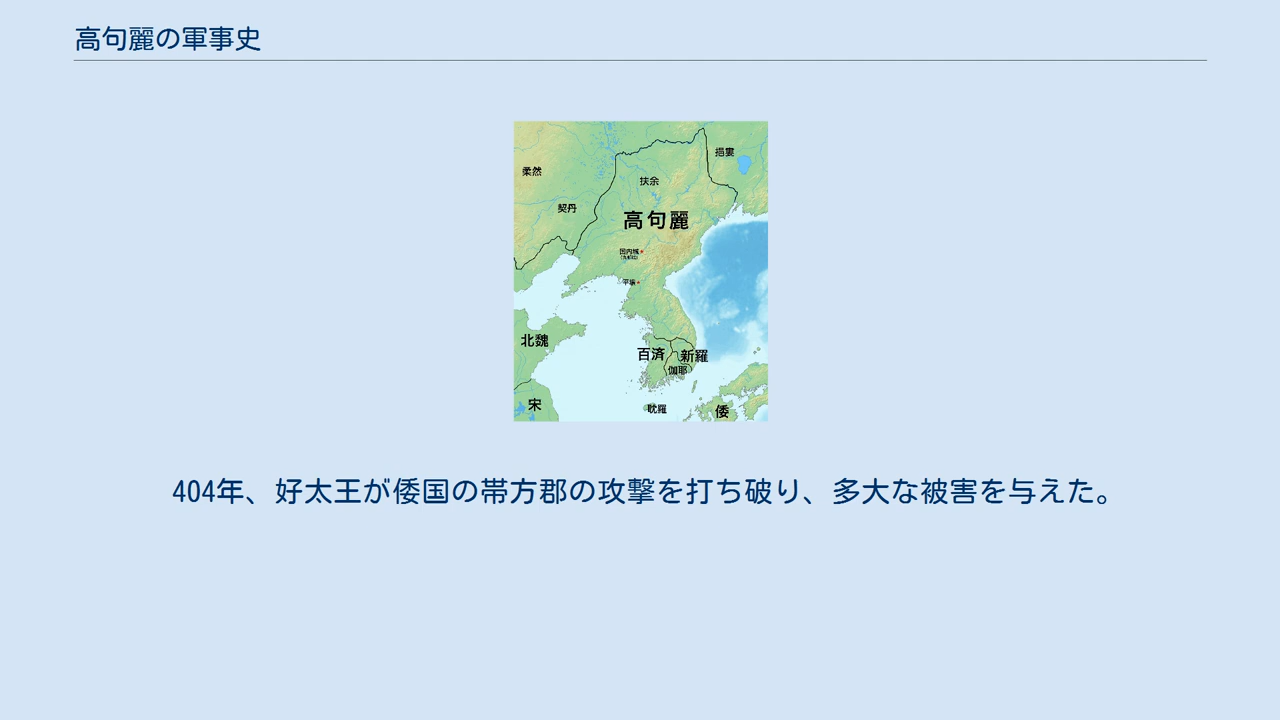 高句麗の軍事史
柔然
挹婁
扶余
契丹
高句麗
国内城
平壌
北魏
百済
新羅
伽耶
宋
耽羅
倭
404年、好太王が倭国の帯方郡の攻撃を打ち破り、多大な被害を与えた。